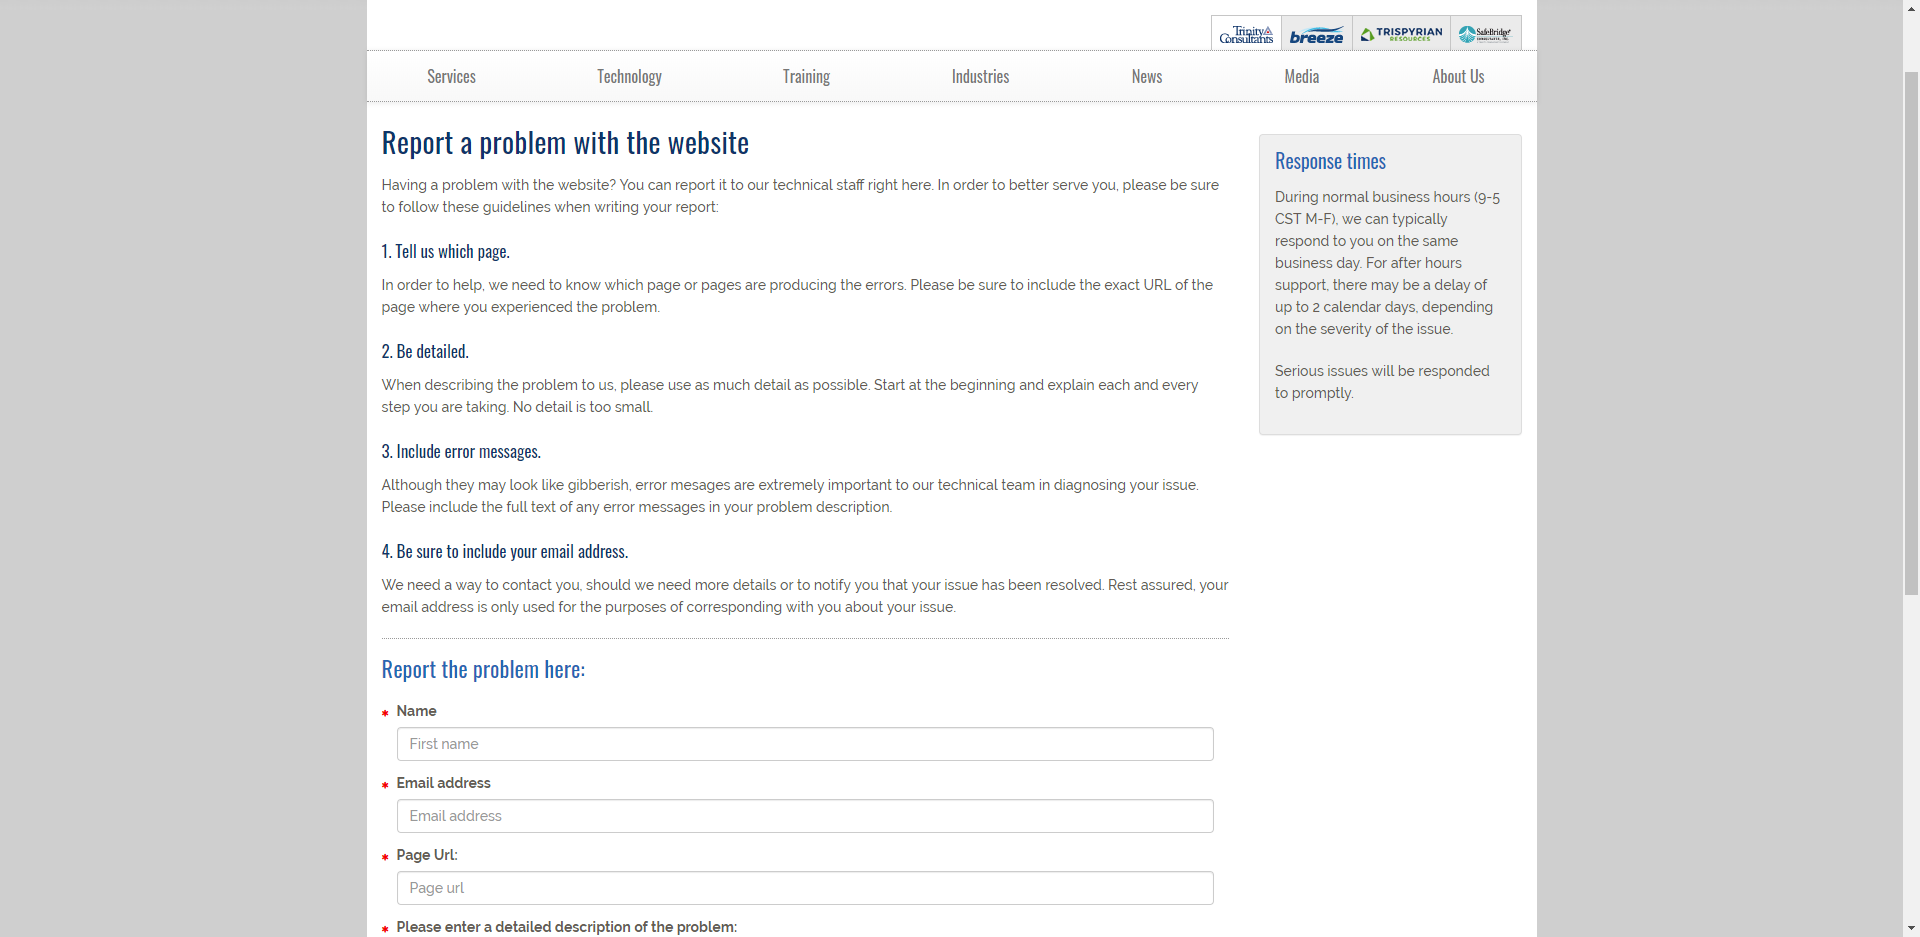 Trinity Consultants
breeze
TRISPYRIAN
RESOURCES
SafeBridge
Services
Technology
Training
Industries
News
Media
About Us
Report a problem with the website
Having a problem with the website? You can report it to our technical staff right here. In order to better serve you, please be sure
to follow these guidelines when writing your report:
1. Tell us which page.
In order to help, we need to know which page or pages are producing the errors. Please be sure to include the exact URL of the
page where you experienced the problem.
2. Be detailed.
When describing the problem to us, please use as much detail as possible. Start at the beginning and explain each and every
step you are taking. No detail is too small.
3. Include error messages.
Although they may look like gibberish, error mesages are extremely important to our technical team in diagnosing your issue.
Please include the full text of any error messages in your problem description.
4. Be sure to include your email address.
We need a way to contact you, should we need more details or to notify you that your issue has been resolved. Rest assured, your
email address is only used for the purposes of corresponding with you about your issue.
Report the problem here:
* Name
First name
* Email address
Email address
* Page Url:
Page url
* Please enter a detailed description of the problem:
Response times
During normal business hours (9-5
CST M-F), we can typically
respond to you on the same
business day. For after hours
support, there may be a delay of
up to 2 calendar days, depending
on the severity of the issue.
Serious issues will be responded
to promptly.